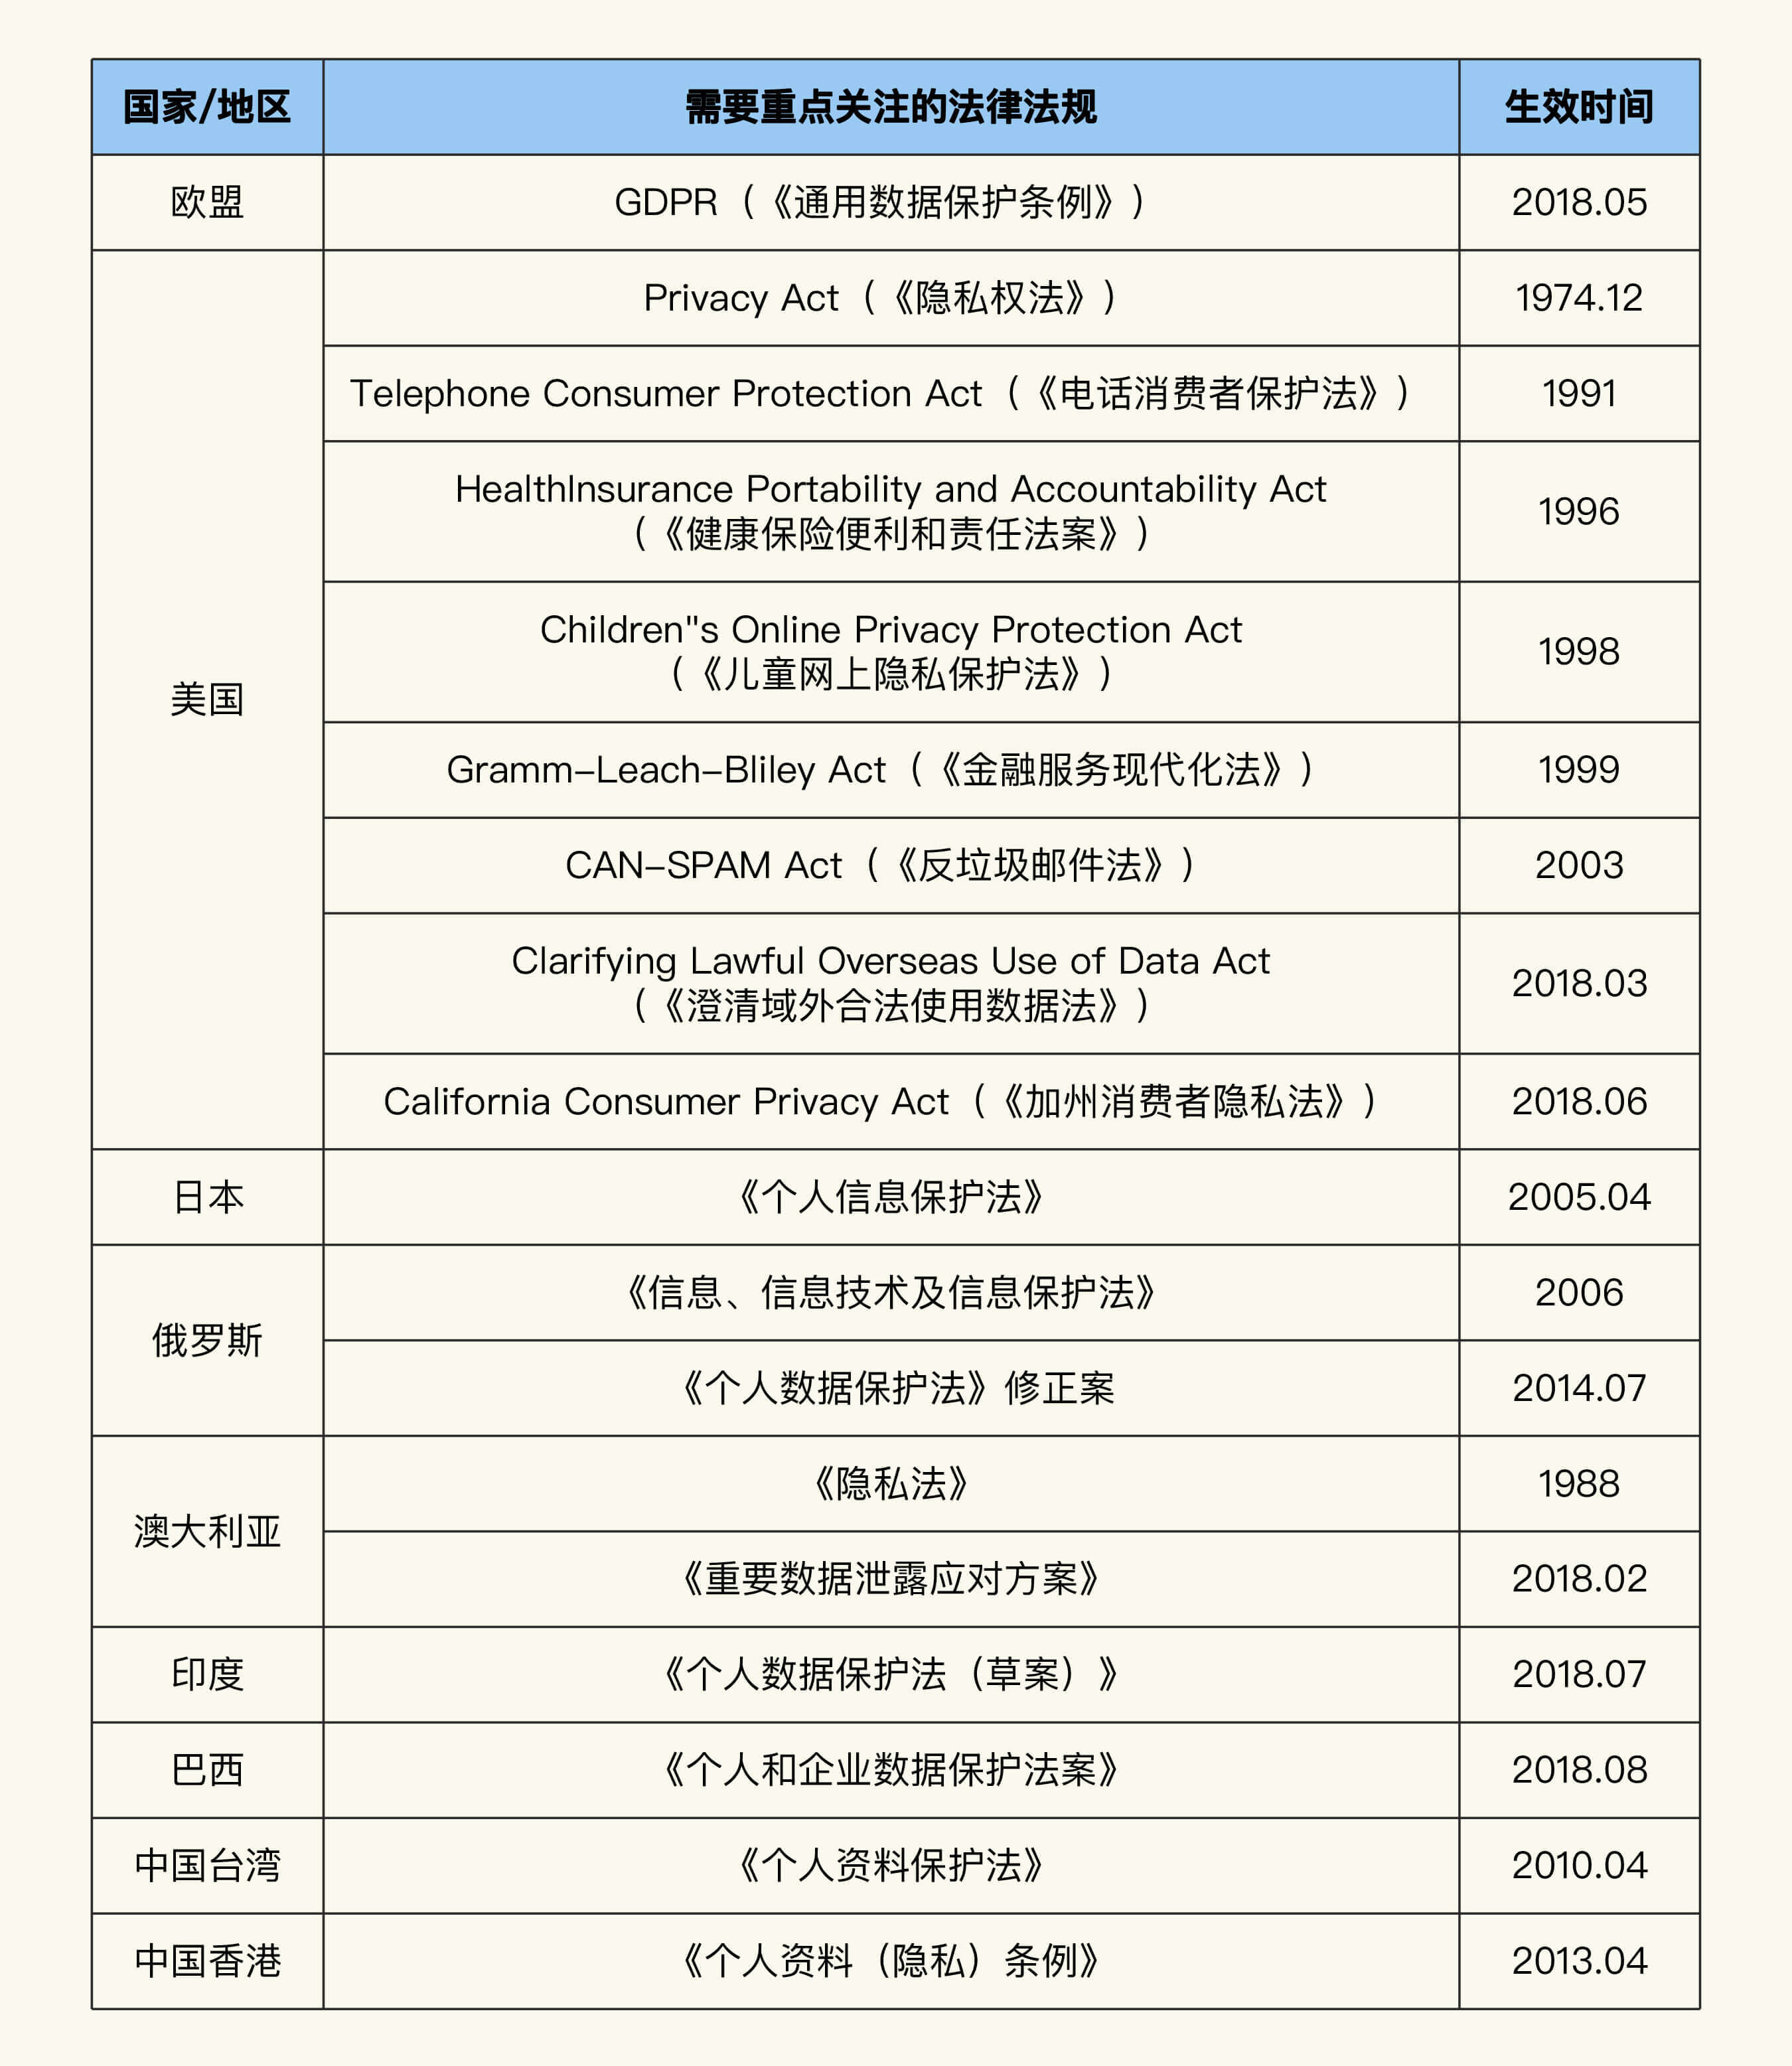 国家/地区 需要重点关注的法律法规 生效时间
欧盟 GDPR（《通用数据保护条例》） 2018.05
美国
Privacy Act（《隐私权法》） 1974.12
Telephone Consumer Protection Act（《电话消费者保护法》） 1991
HealthInsurance Portability and Accountability Act
（《健康保险便利和责任法案》） 1996
Children"s Online Privacy Protection Act
（《儿童网上隐私保护法》） 1998
Gramm–Leach–Bliley Act（《金融服务现代化法》） 1999
CAN–SPAM Act（《反垃圾邮件法》） 2003
Clarifying Lawful Overseas Use of Data Act
（《澄清域外合法使用数据法》） 2018.03
California Consumer Privacy Act（《加州消费者隐私法》） 2018.06
日本 《个人信息保护法》 2005.04
俄罗斯
《信息、信息技术及信息保护法》 2006
《个人数据保护法》修正案 2014.07
澳大利亚
《隐私法》 1988
《重要数据泄露应对方案》 2018.02
印度 《个人数据保护法（草案）》 2018.07
巴西 《个人和企业数据保护法案》 2018.08
中国台湾 《个人资料保护法》 2010.04
中国香港 《个人资料（隐私）条例》 2013.04